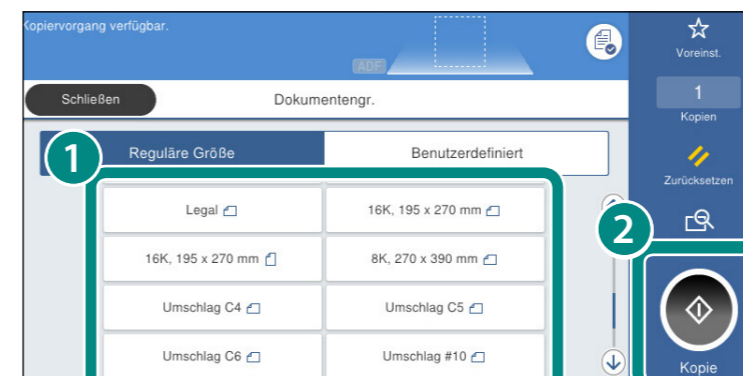 Kopiervorgang verfügbar.
ADF
Voreinst.
Schließen
Dokumentengr.
1
Kopien
1
Reguläre Größe
Benutzerdefiniert
Zurücksetzen
Legal
16K, 195 x 270 mm
2
16K, 195 x 270 mm
8K, 270 x 390 mm
Umschlag C4
Umschlag C5
Umschlag C6
Umschlag #10
Kopie